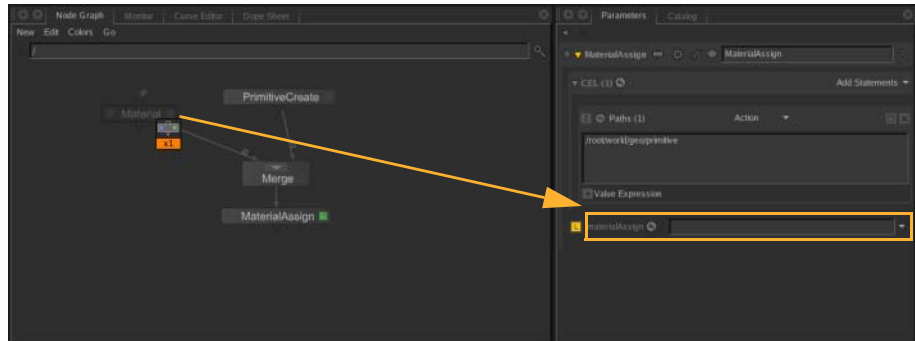 Node Graph Monitor Curve Editor Dope Sheet
New Edit Colors Go
/
PrimitiveCreate
Material
x1
Merge
MaterialAssign
Parameters Catalog
MaterialAssign MaterialAssign
CEL (1) Add Statements
Paths (1) Action
/root/world/geo/primitive
Value Expression
L materialAssign